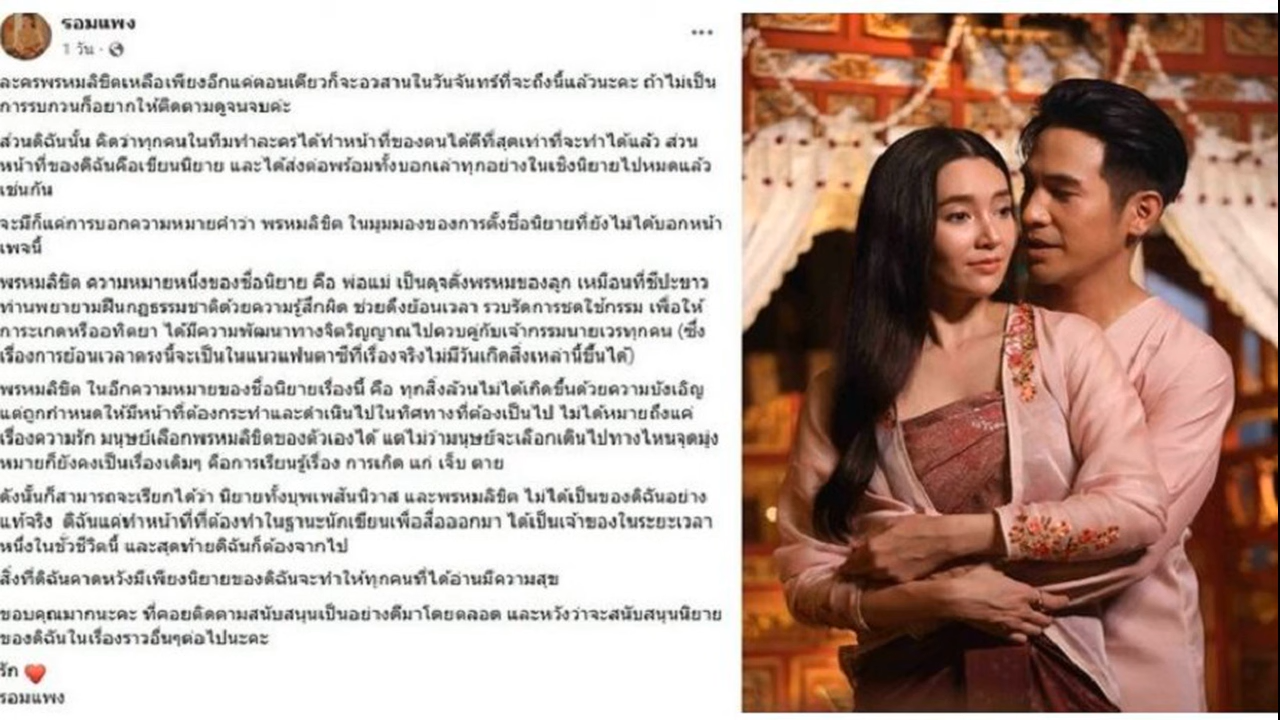 รอมแพง
1 วัน ·
ละครพรหมลิขิตเหลือเพียงอีกแค่ตอนเดียวก็จะอวสานในวันจันทร์ที่จะถึงนี้แล้วนะคะ ถ้าไม่เป็น
การรบกวนก็อยากให้ติดตามดูจนจบค่ะ
ส่วนดิฉันนั้น คิดว่าทุกคนในทีมทำละครได้ทำหน้าที่ของตนได้ดีที่สุดเท่าที่จะทำได้แล้ว ส่วน
หน้าที่ของดิฉันคือเขียนนิยาย และได้ส่งต่อพร้อมทั้งบอกเล่าทุกอย่างในเชิงนิยายไปหมดแล้ว
เช่นกัน
จะมีก็แค่การบอกความหมายคำว่า พรหมลิขิต ในมุมมองของการตั้งชื่อนิยายที่ยังไม่ได้บอกหน้า
เพจนี้
พรหมลิขิต ความหมายหนึ่งของชื่อนิยาย คือ พ่อแม่ เป็นดุจดั่งพรหมของลูก เหมือนที่ชีปะขาว
ท่านพยายามฝืนกฏธรรมชาติด้วยความรู้สึกผิด ช่วยดึงย้อนเวลา รวบรัดการชดใช้กรรม เพื่อให้
การะเกดหรืออทิตยา ได้มีความพัฒนาทางจิตวิญญาณไปควบคู่กับเจ้ากรรมนายเวรทุกคน (ซึ่ง
เรื่องการย้อนเวลาตรงนี้จะเป็นในแนวแฟนตาซีที่เรื่องจริงไม่มีวันเกิดสิ่งเหล่านี้ขึ้นได้)
พรหมลิขิต ในอีกความหมายของชื่อนิยายเรื่องนี้ คือ ทุกสิ่งล้วนไม่ได้เกิดขึ้นด้วยความบังเอิญ
แต่ถูกกำหนดให้มีหน้าที่ต้องกระทำและดำเนินไปในทิศทางที่ต้องเป็นไป ไม่ได้หมายถึงแค่
เรื่องความรัก มนุษย์เลือกพรหมลิขิตของตัวเองได้ แต่ไม่ว่ามนุษย์จะเลือกเดินไปทางไหนจุดมุ่ง
หมายก็ยังคงเป็นเรื่องเดิมๆ คือการเรียนรู้เรื่อง การเกิด แก่ เจ็บ ตาย
ดังนั้นก็สามารถจะเรียกได้ว่า นิยายทั้งบุพเพสันนิวาส และพรหมลิขิต ไม่ได้เป็นของดิฉันอย่าง
แท้จริง ดิฉันแค่ทำหน้าที่ที่ต้องทำในฐานะนักเขียนเพื่อสื่อออกมา ได้เป็นเจ้าของในระยะเวลา
หนึ่งในชั่วชีวิตนี้ และสุดท้ายดิฉันก็ต้องจากไป
สิ่งที่ดิฉันคาดหวังมีเพียงนิยายของดิฉันจะทำให้ทุกคนที่ได้อ่านมีความสุข
ขอบคุณมากนะคะ ที่คอยติดตามสนับสนุนเป็นอย่างดีมาโดยตลอด และหวังว่าจะสนับสนุนนิยาย
ของดิฉันในเรื่องราวอื่นๆต่อไปนะคะ
รัก ❤️
รอมแพง